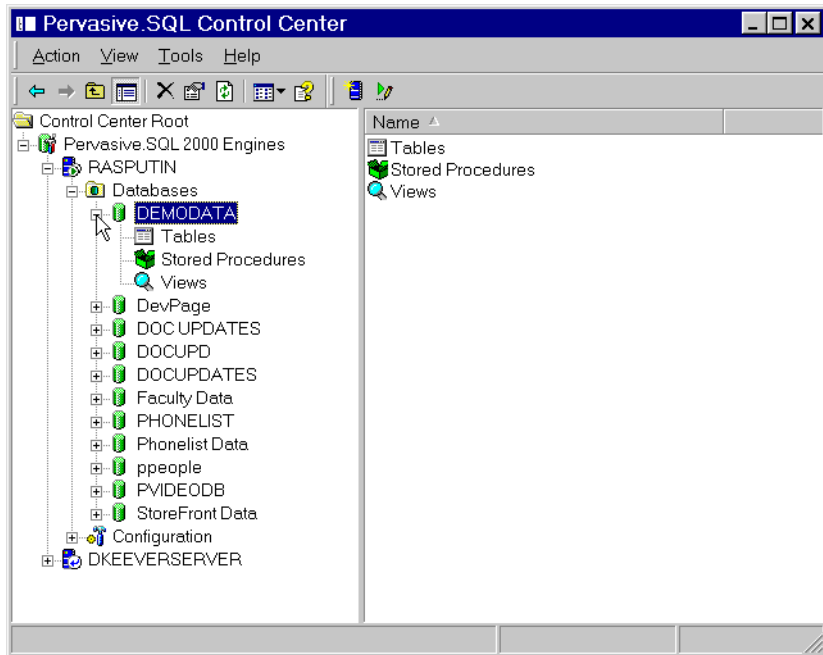 Pervasive.SQL Control Center
Action View Tools Help
Control Center Root
Pervasive.SQL 2000 Engines
RASPUTIN
Databases
DEMODATA
Tables
Stored Procedures
Views
DevPage
DOC UPDATES
DOCUPD
DOCUPDATES
Faculty Data
PHONELIST
Phonelist Data
ppeople
PVIDEODB
StoreFront Data
Configuration
DKEEVERSERVER
Name
Tables
Stored Procedures
Views